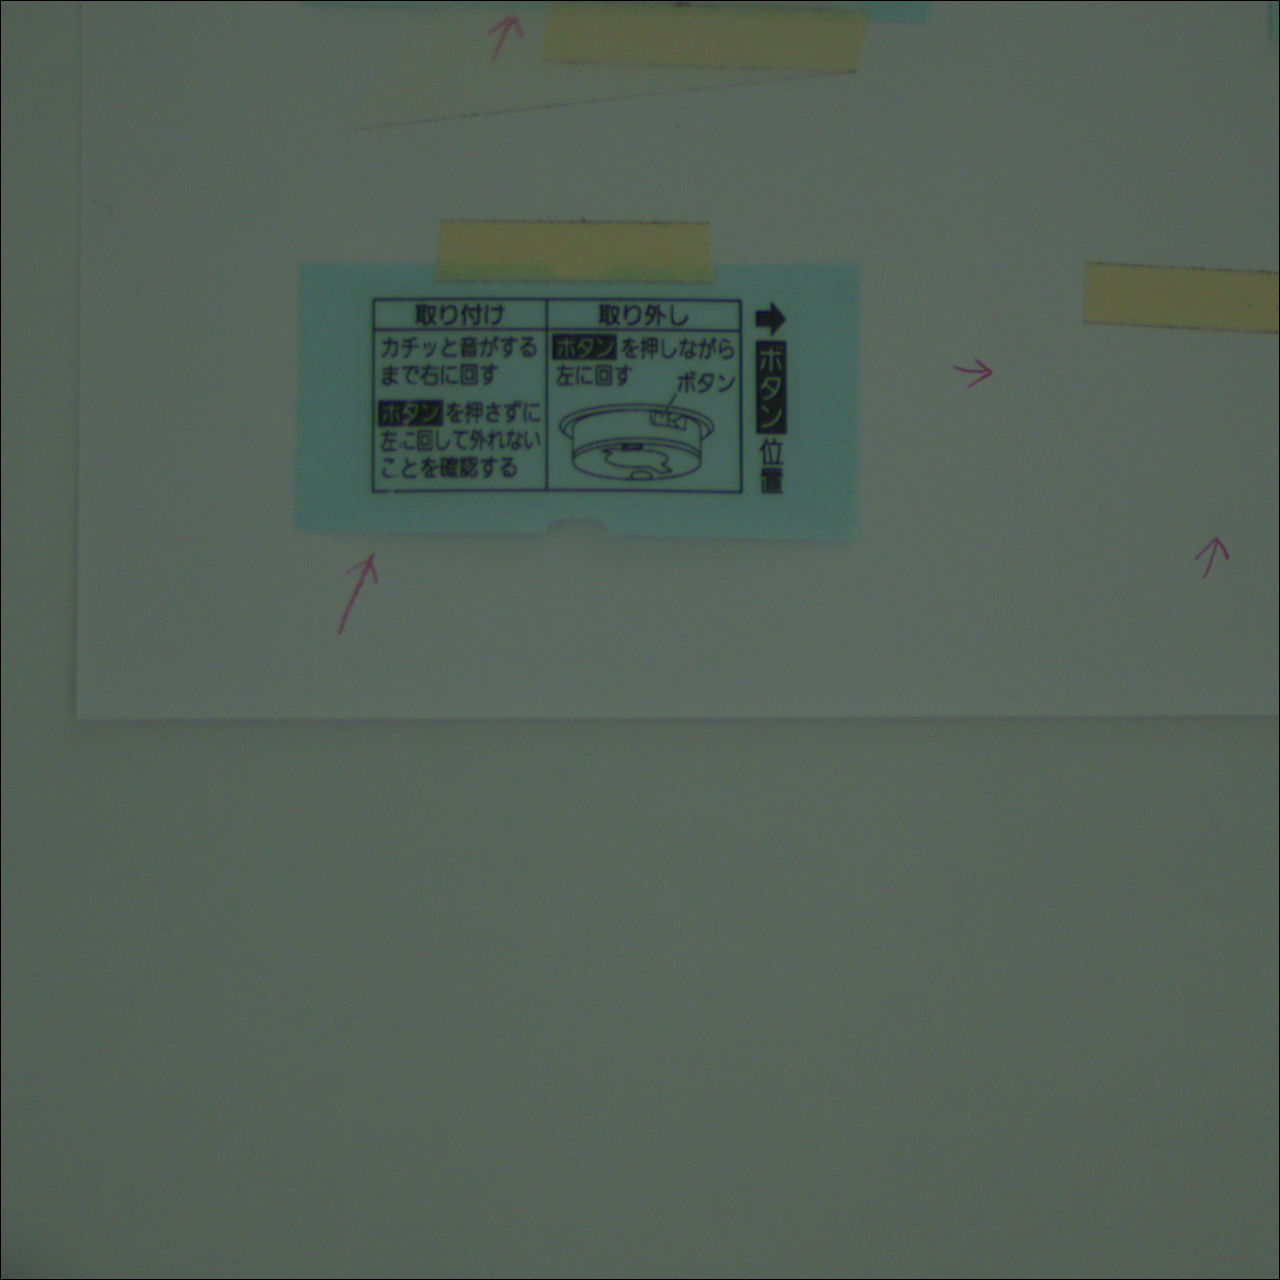 取り付け
カチッと音がする
まで右に回す
ボタンを押さずに
左に回して外れない
ことを確認する
取り外し
ボタンを押しながら
左に回す
ボタン
➡ボタン位置